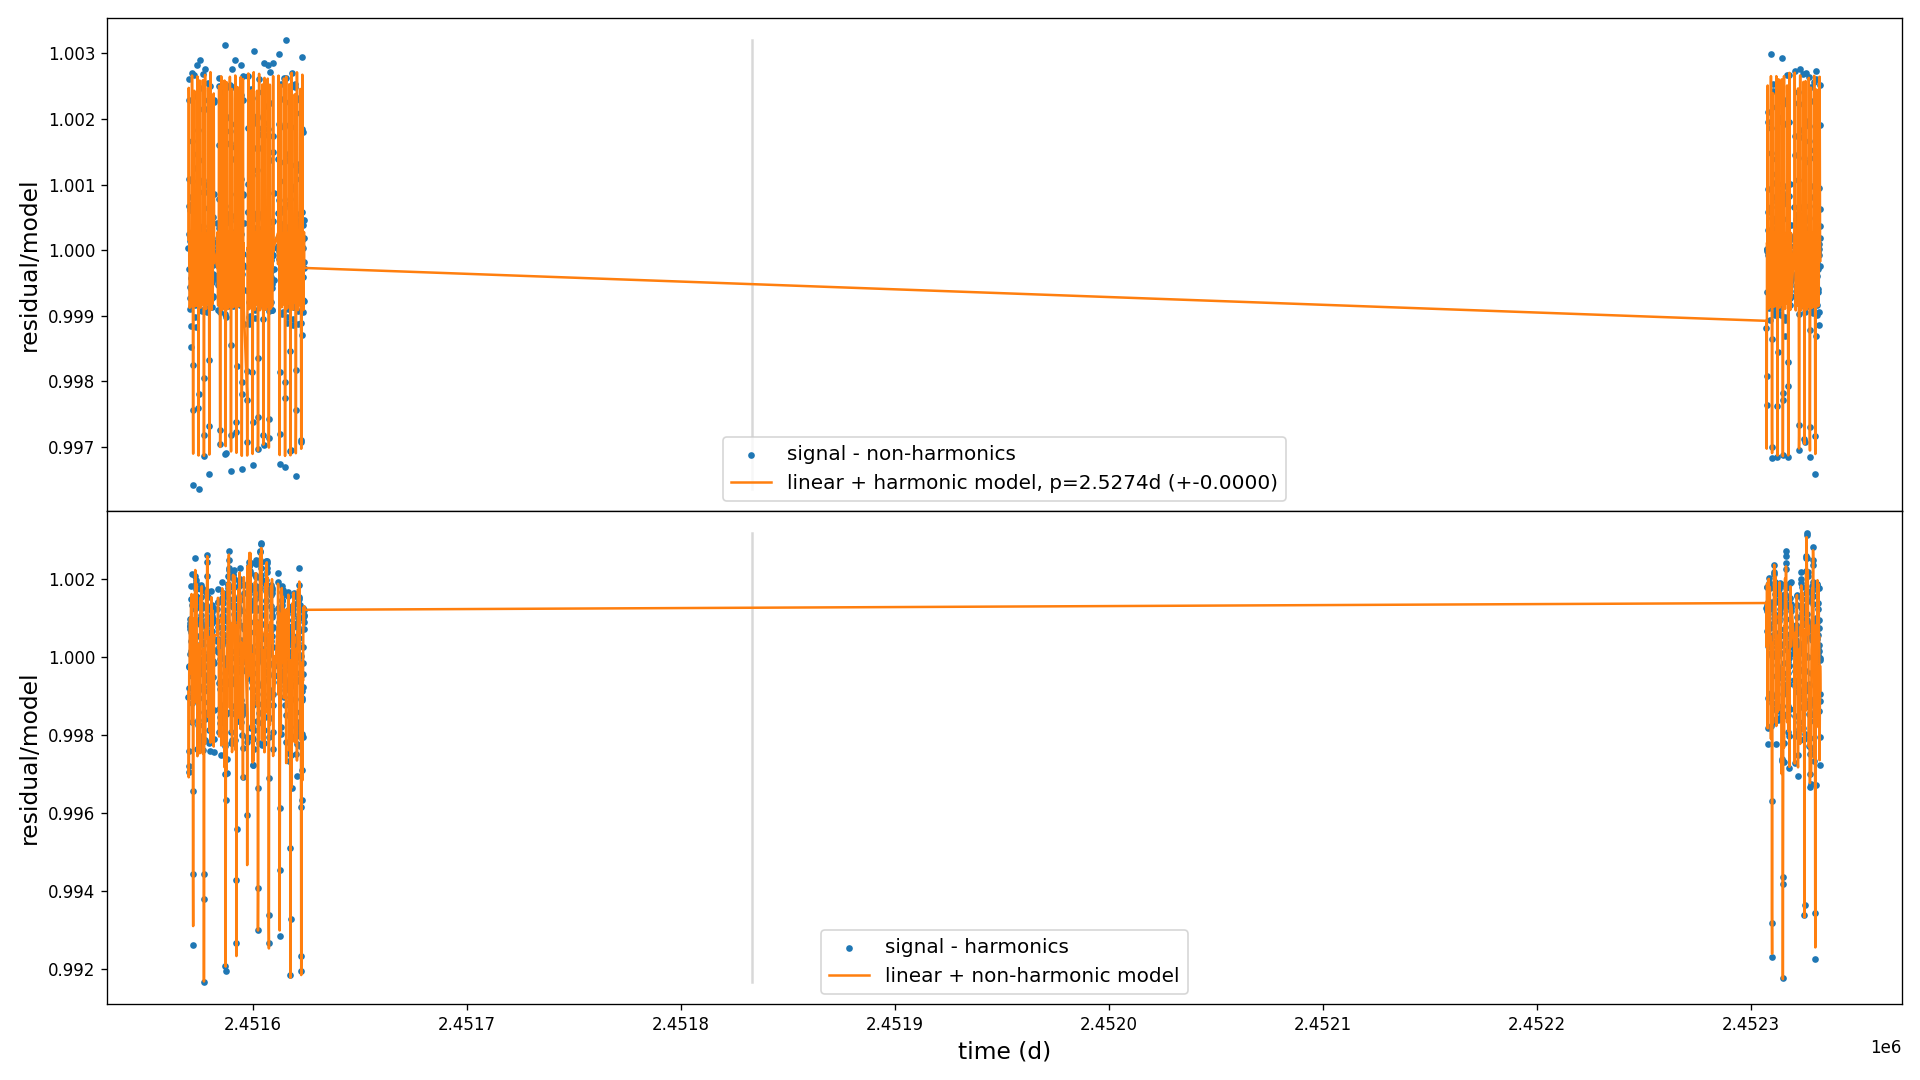 1.003
1.002
1.001
1.000
0.999
0.998
0.997
residual/model
signal - non-harmonics
linear + harmonic model, p=2.5274d (+-0.0000)
1.002
1.000
0.998
0.996
0.994
0.992
residual/model
signal - harmonics
linear + non-harmonic model
2.4516
2.4517
2.4518
2.4519
2.4520
2.4521
2.4522
2.4523
1e6
time (d)